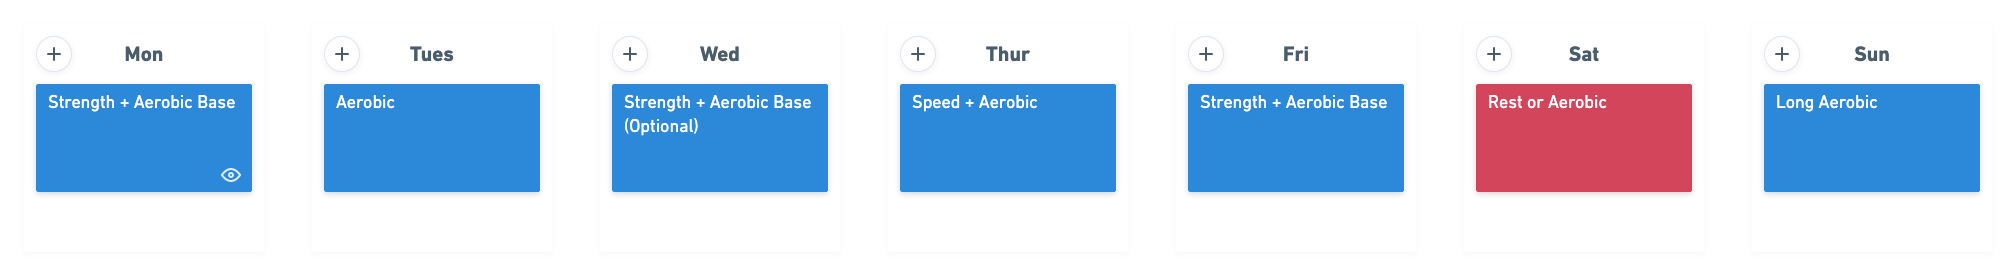 Mon
Tues
Wed
Thur
Fri
Sat
Sun
Strength + Aerobic Base
Aerobic
Strength + Aerobic Base
(Optional)
Speed + Aerobic
Strength + Aerobic Base
Rest or Aerobic
Long Aerobic